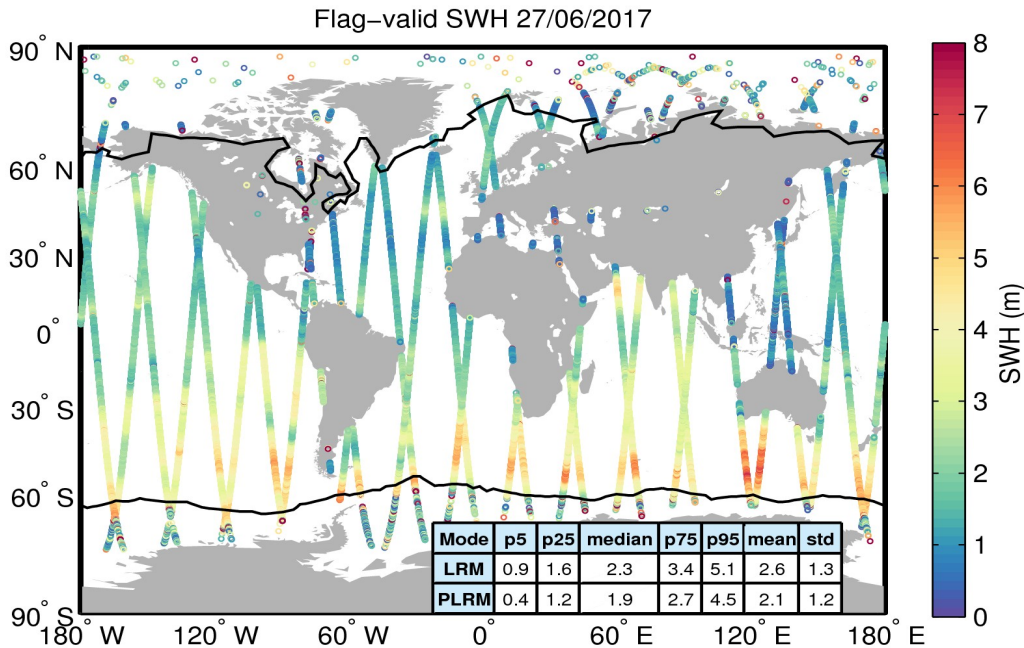 Flag−valid SWH 27/06/2017
90° N
60° N
30° N
0°
30° S
60° S
90° S
180° W
120° W
60° W
0°
60° E
120° E
180° E
Mode p5 p25 median p75 p95 mean std
LRM 0.9 1.6 2.3 3.4 5.1 2.6 1.3
PLRM 0.4 1.2 1.9 2.7 4.5 2.1 1.2
8
7
6
5
4
3
2
1
0
SWH (m)